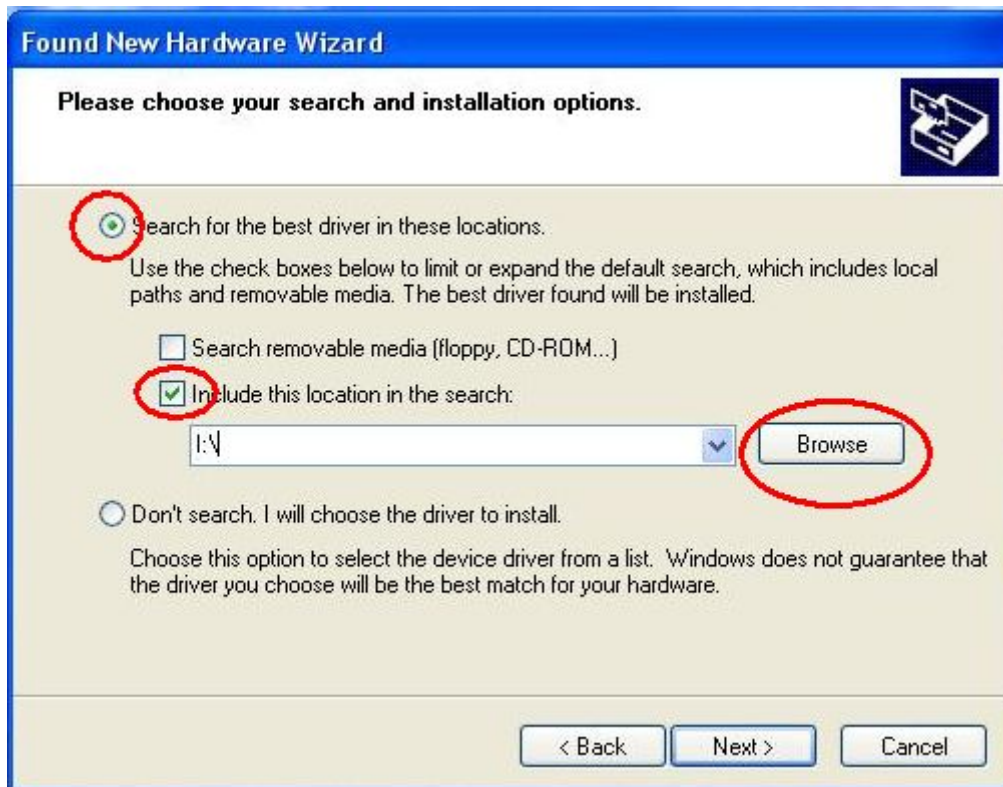 Found New Hardware Wizard
Please choose your search and installation options.
Search for the best driver in these locations.
Use the check boxes below to limit or expand the default search, which includes local
paths and removable media. The best driver found will be installed.
Search removable media (floppy, CD-ROM...)
Include this location in the search:
I:\
Browse
Don't search. I will choose the driver to install.
Choose this option to select the device driver from a list.  Windows does not guarantee that
the driver you choose will be the best match for your hardware.
< Back
Next >
Cancel